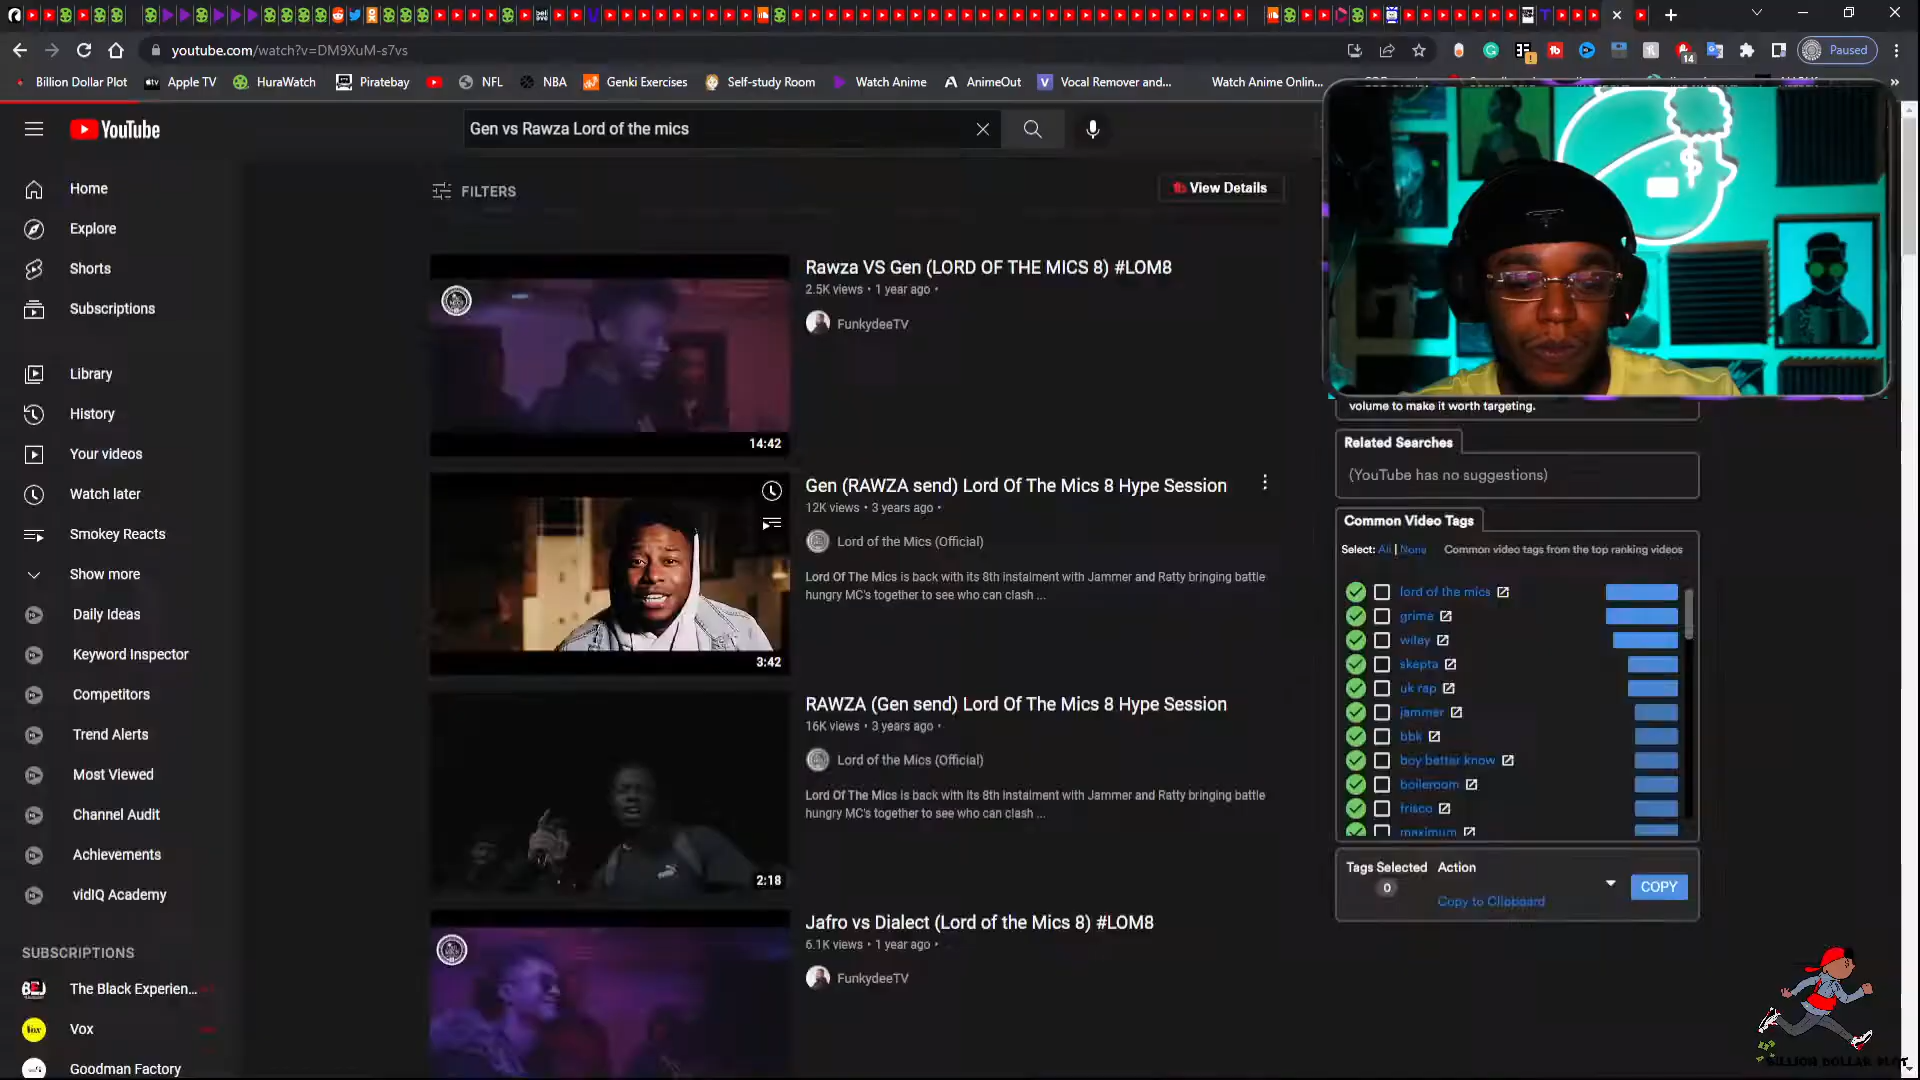 youtube.com/watch?v=DM9XuM-s7vs
Paused
Billion Dollar Plot
Apple TV
HuraWatch
Piratebay
NFL
NBA
Genki Exercises
Self-study Room
Watch Anime
AnimeOut
Vocal Remover and...
Watch Anime Online...
YouTube
Gen vs Rawza Lord of the mics
Home
Explore
Shorts
Subscriptions
Library
History
Your videos
Watch later
Smokey Reacts
Show more
Daily Ideas
Keyword Inspector
Competitors
Trend Alerts
Most Viewed
Channel Audit
Achievements
vidIQ Academy
SUBSCRIPTIONS
The Black Experien...
Vox
Goodman Factory
FILTERS
View Details
Rawza VS Gen (LORD OF THE MICS 8) #LOM8
2.5K views • 1 year ago •
FunkydeeTV
14:42
Gen (RAWZA send) Lord Of The Mics 8 Hype Session
12K views • 3 years ago •
Lord of the Mics (Official)
Lord Of The Mics is back with its 8th instalment with Jammer and Ratty bringing battle
hungry MC's together to see who can clash ...
3:42
RAWZA (Gen send) Lord Of The Mics 8 Hype Session
16K views • 3 years ago •
Lord of the Mics (Official)
Lord Of The Mics is back with its 8th instalment with Jammer and Ratty bringing battle
hungry MC's together to see who can clash ...
2:18
Jafro vs Dialect (Lord of the Mics 8) #LOM8
6.1K views • 1 year ago •
FunkydeeTV
volume to make it worth targeting.
Related Searches
(YouTube has no suggestions)
Common Video Tags
Select: All | None Common video tags from the top ranking videos
lord of the mics
grime
wiley
skepta
uk rap
jammer
bbk
boy better know
boileroom
frisco
maximum
Tags Selected
0
Action
Copy to Clipboard
COPY
BILLION DOLLAR PLOT